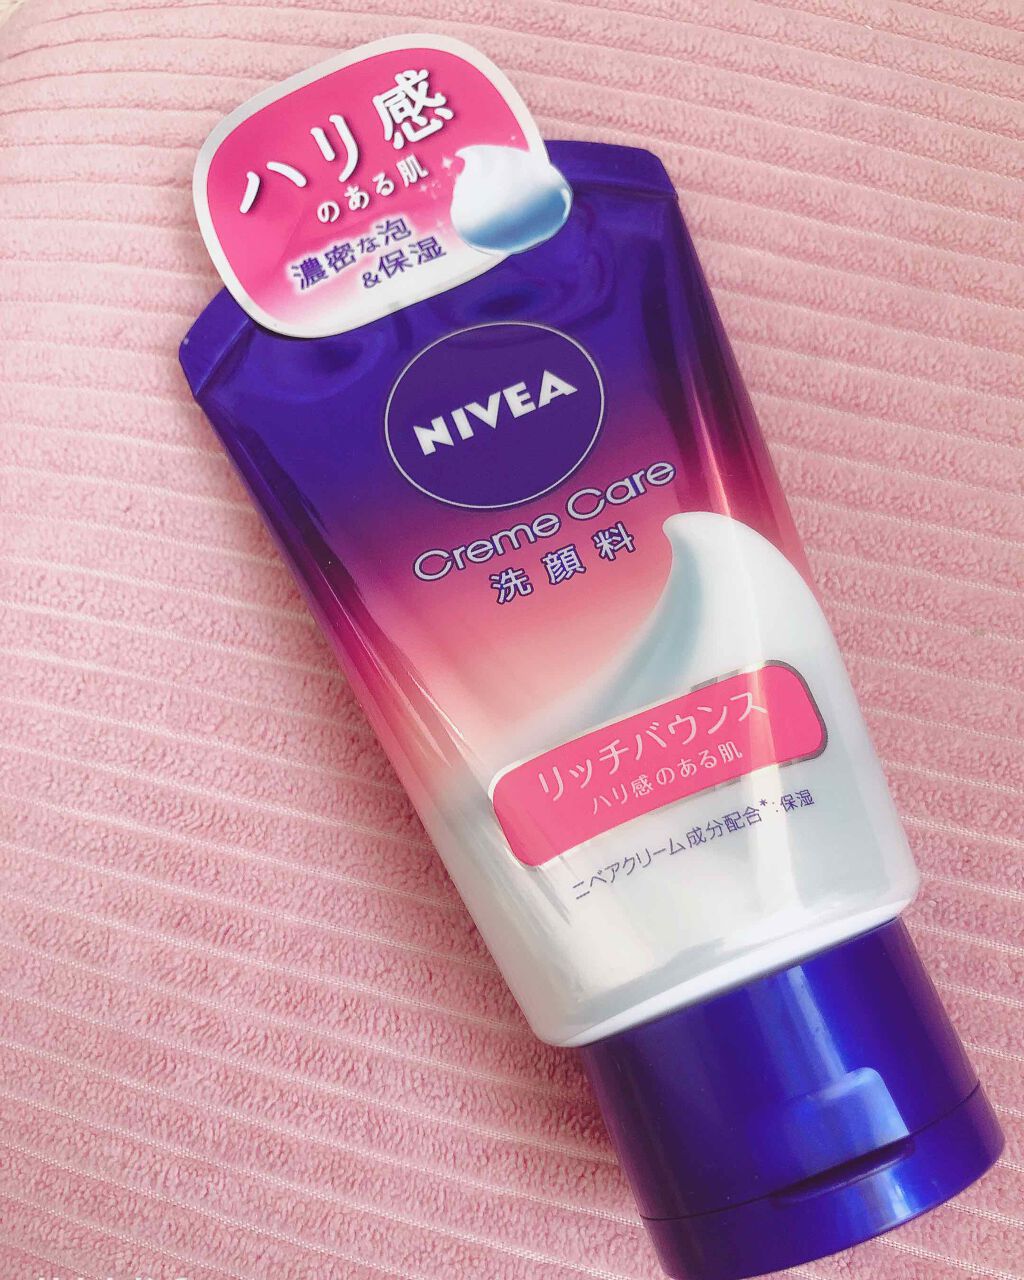 ハリ感
のある肌
濃密な泡
&保湿
NIVEA
Creme Care
洗顔料
リッチバウンス
ハリ感のある肌
ニベアクリーム成分配合*:保湿